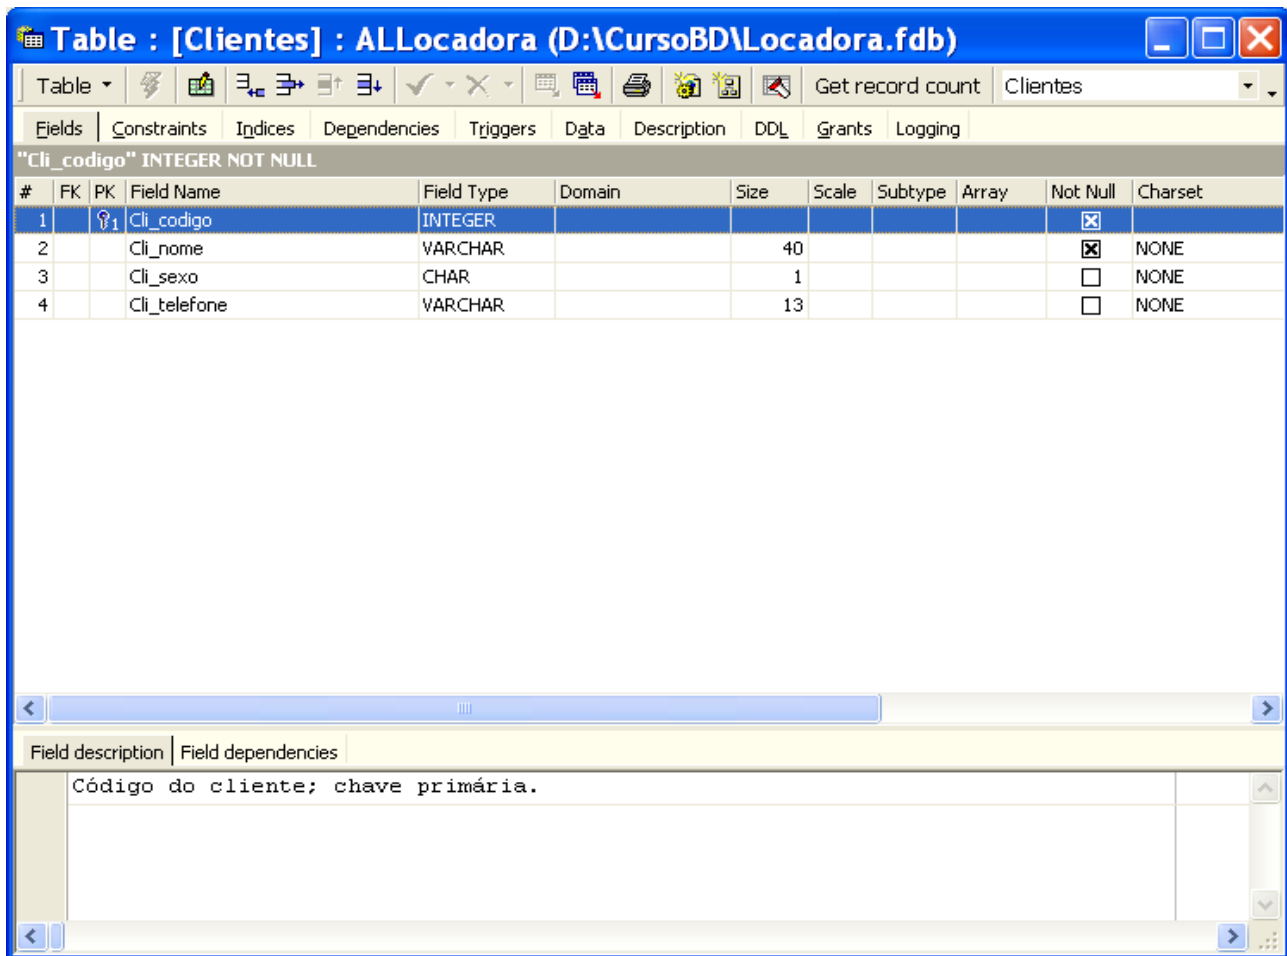 Table : [Clientes] : ALLocadora (D:\CursoBD\Locadora.fdb)
Table Get record count Clientes
Fields Constraints Indices Dependencies Triggers Data Description DDL Grants Logging
"Cli_codigo" INTEGER NOT NULL
# FK PK Field Name Field Type Domain Size Scale Subtype Array Not Null Charset
1 1 Cli_codigo INTEGER
2 Cli_nome VARCHAR 40 NONE
3 Cli_sexo CHAR 1 NONE
4 Cli_telefone VARCHAR 13 NONE
Field description Field dependencies
Código do cliente; chave primária.